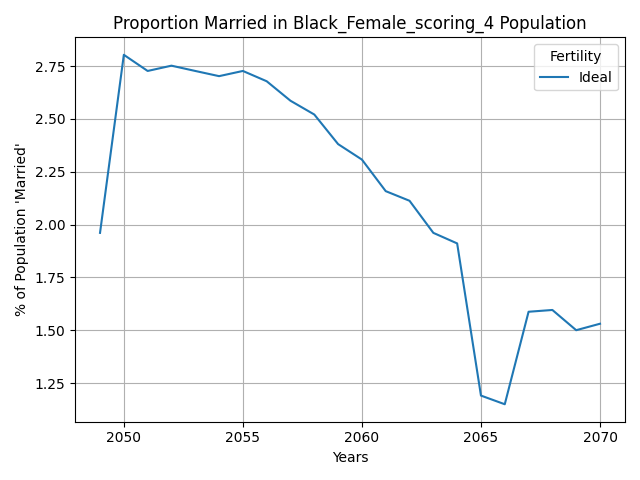 Proportion Married in Black_Female_scoring_4 Population
Fertility
Ideal
% of Population 'Married'
2.75
2.50
2.25
2.00
1.75
1.50
1.25
2050 2055 2060 2065 2070
Years